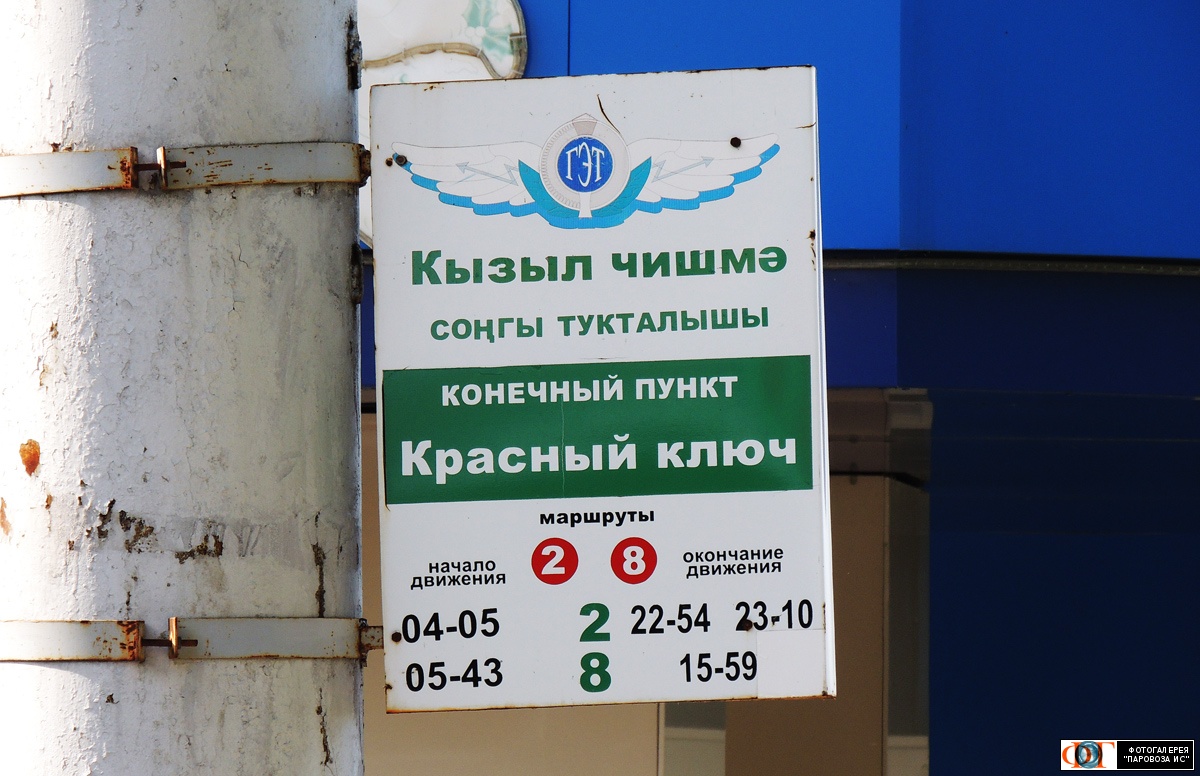 ГЭТ
Кызыл чишмә
СОҢГЫ ТУКТАЛЫШЫ
КОНЕЧНЫЙ ПУНКТ
Красный ключ
маршруты
начало движения
2 8
окончание движения
04-05 2 22-54 23-10
05-43 8 15-59
ФОТОГАЛЕРЕЯ
"ПАРОВОЗА ИС"